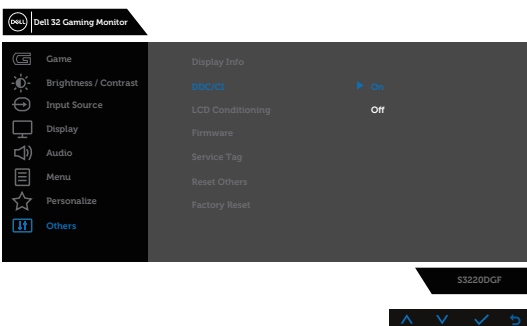 DELL
Dell 32 Gaming Monitor
Game
Brightness / Contrast
Input Source
Display
Audio
Menu
Personalize
Others
Display Info
DDC/CI
On
LCD Conditioning
Off
Firmware
Service Tag
Reset Others
Factory Reset
S3220DGF